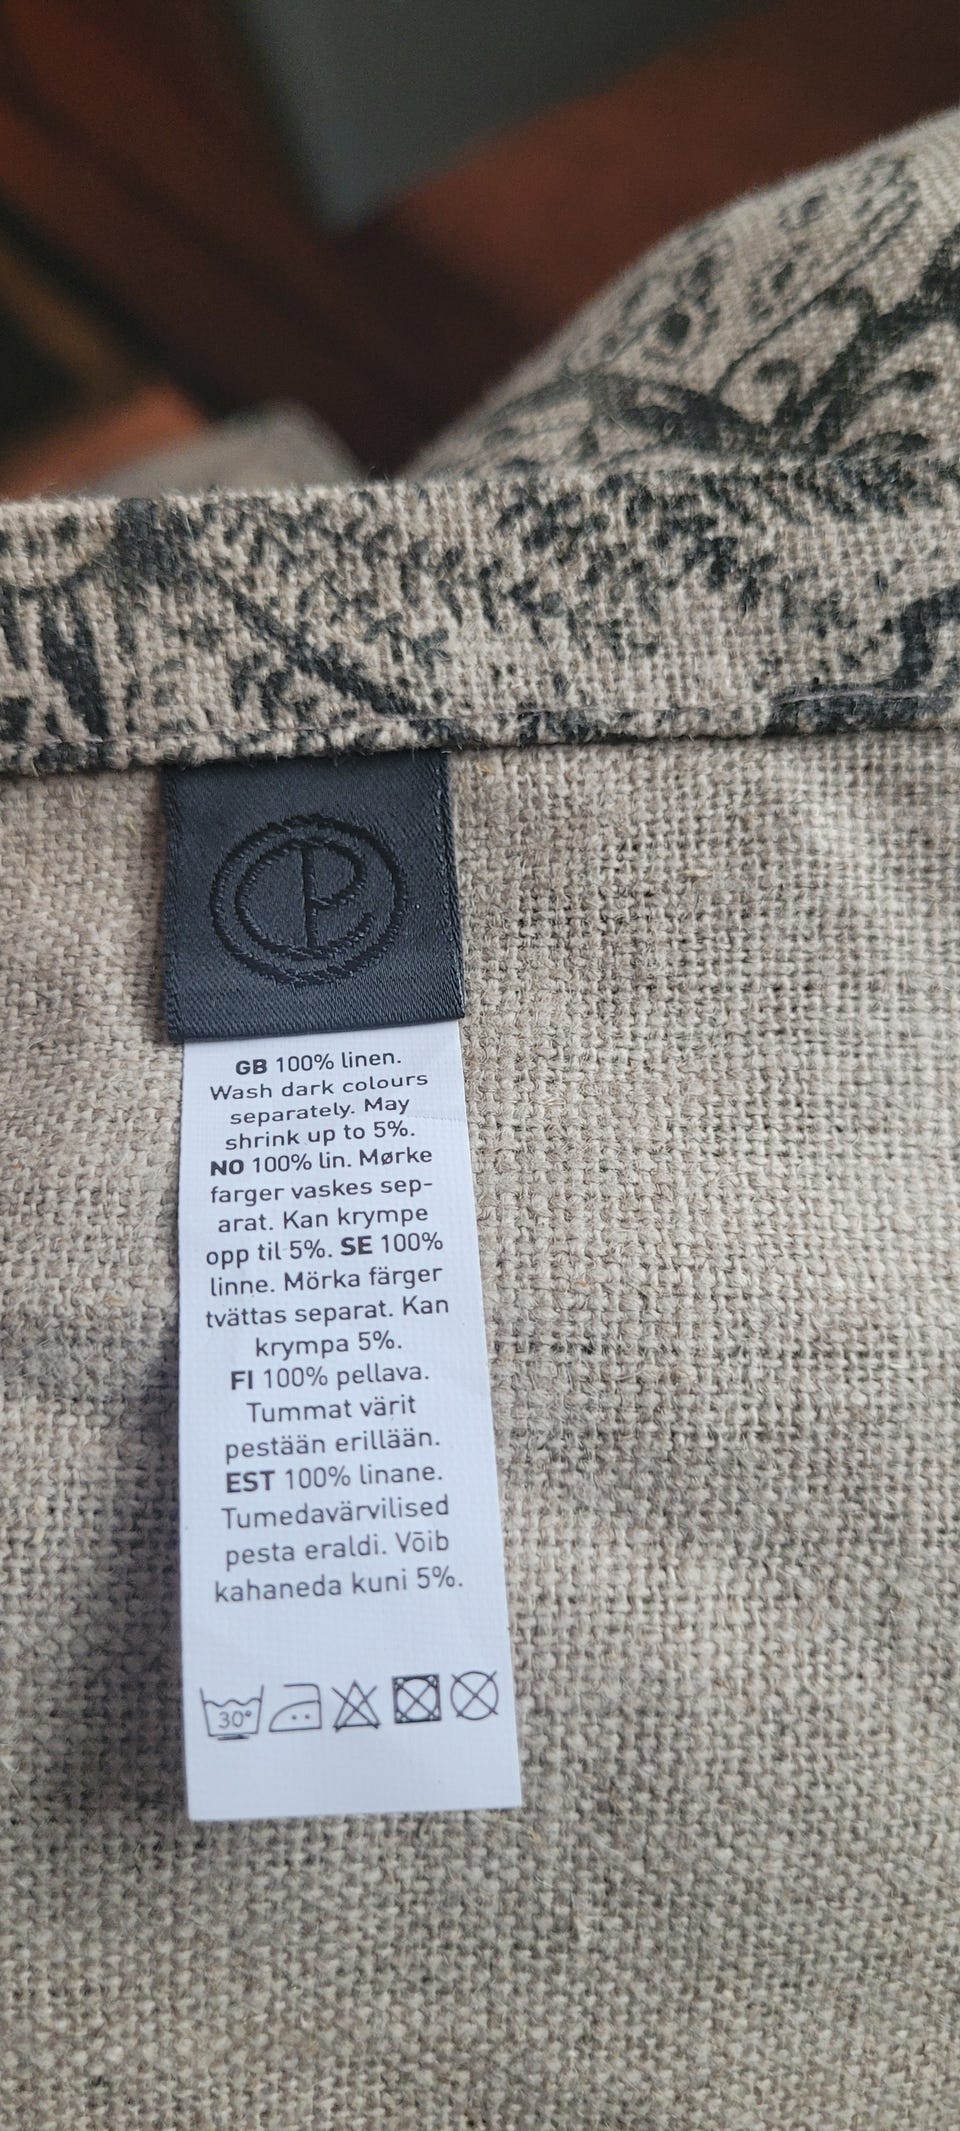 GB 100% linen.
Wash dark colours
separately. May
shrink up to 5%.
NO 100% lin. Mørke
farger vaskes sep-
arat. Kan krympe
opp til 5%. SE 100%
linne. Mörka färger
tvättas separat. Kan
krympa 5%.
FI 100% pellava.
Tummat värit
pestään erillään.
EST 100% linane.
Tumedavärvilised
pesta eraldi. Võib
kahaneda kuni 5%.
30°